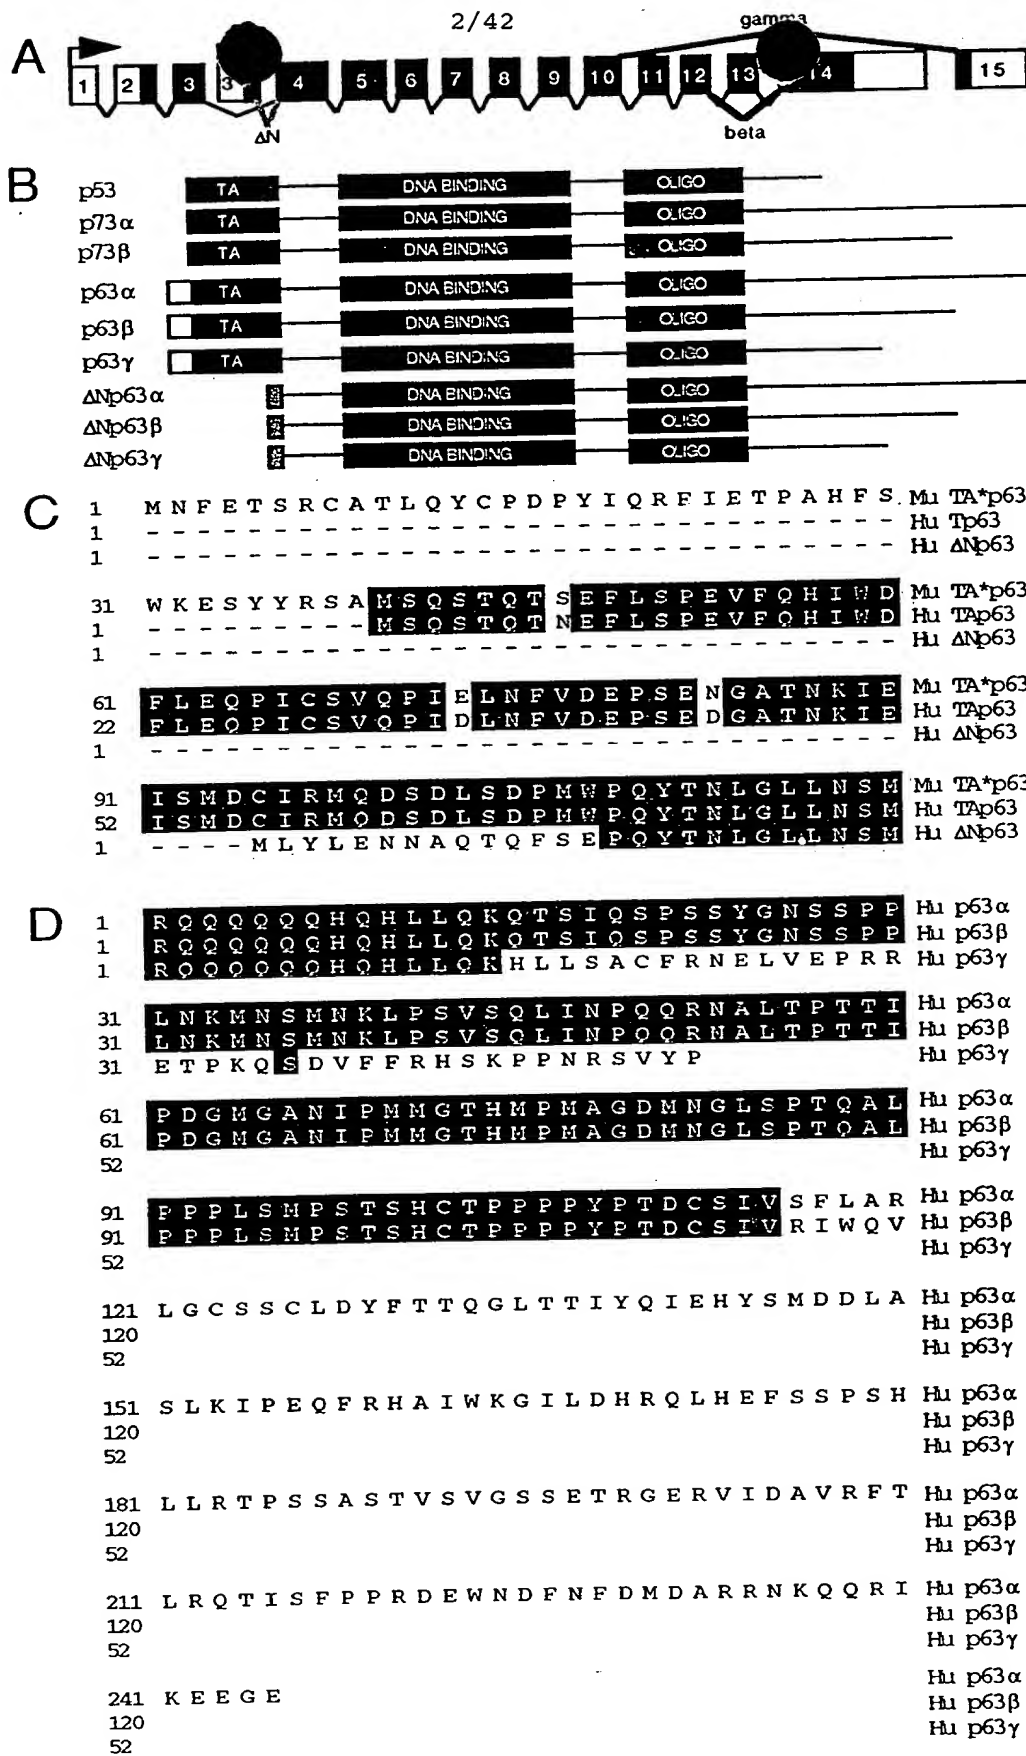 2/42
gamma
A
1 2 3 3' 4 5 6 7 8 9 10 11 12 13 14 15
ΔN
beta
B
p53 TA DNA BINDING OLIGO
p73α TA DNA BINDING OLIGO
p73β TA DNA BINDING OLIGO
p63α TA DNA BINDING OLIGO
p63β TA DNA BINDING OLIGO
p63γ TA DNA BINDING OLIGO
ΔNp63α DNA BINDING OLIGO
ΔNp63β DNA BINDING OLIGO
ΔNp63γ DNA BINDING OLIGO
C
1 M N F E T S R C A T L Q Y C P D P Y I Q R F I E T P A H F S Mu TA*p63
1 - - - - - - - - - - - - - - - - - - - - - - - - - - - - - - Hu Tp63
1 - - - - - - - - - - - - - - - - - - - - - - - - - - - - - - Hu ΔNp63
31 W K E S Y Y R S A M S Q S T Q T S E F L S P E V F Q H I W D Mu TA*p63
1 - - - - - - - - - M S Q S T Q T N E F L S P E V F Q H I W D Hu TAp63
1 - - - - - - - - - - - - - - - - - - - - - - - - - - - - - - Hu ΔNp63
61 F L E Q P I C S V Q P I E L N F V D E P S E N G A T N K I E Mu TA*p63
22 F L E Q P I C S V Q P I D L N F V D E P S E D G A T N K I E Hu TAp63
1 - - - - - - - - - - - - - - - - - - - - - - - - - - - - - - Hu ΔNp63
91 I S M D C I R M Q D S D L S D P M W P Q Y T N L G L L N S M Mu TA*p63
52 I S M D C I R M Q D S D L S D P M W P Q Y T N L G L L N S M Hu TAp63
1 - - - - M L Y L E N N A Q T Q F S E P Q Y T N L G L L N S M Hu ΔNp63
D
1 R Q Q Q Q Q Q H Q H L L Q K Q T S I Q S P S S Y G N S S P P Hu p63α
1 R Q Q Q Q Q Q H Q H L L Q K Q T S I Q S P S S Y G N S S P P Hu p63β
1 R Q Q Q Q Q Q H Q H L L Q K H L L S A C F R N E L V E P R R Hu p63γ
31 L N K M N S M N K L P S V S Q L I N P Q Q R N A L T P T T I Hu p63α
31 L N K M N S M N K L P S V S Q L I N P Q Q R N A L T P T T I Hu p63β
31 E T P K Q S D V F F R H S K P P N R S V Y P Hu p63γ
61 P D G M G A N I P M M G T H M P M A G D M N G L S P T Q A L Hu p63α
61 P D G M G A N I P M M G T H M P M A G D M N G L S P T Q A L Hu p63β
52 Hu p63γ
91 P P P L S M P S T S H C T P P P P Y P T D C S I V S F L A R Hu p63α
91 P P P L S M P S T S H C T P P P P Y P T D C S I V R I W Q V Hu p63β
52 Hu p63γ
121 L G C S S C L D Y F T T Q G L T T I Y Q I E H Y S M D D L A Hu p63α
120 Hu p63β
52 Hu p63γ
151 S L K I P E Q F R H A I W K G I L D H R Q L H E F S S P S H Hu p63α
120 Hu p63β
52 Hu p63γ
181 L L R T P S S A S T V S V G S S E T R G E R V I D A V R F T Hu p63α
120 Hu p63β
52 Hu p63γ
211 L R Q T I S F P P R D E W N D F N F D M D A R R N K Q Q R I Hu p63α
120 Hu p63β
52 Hu p63γ
241 K E E G E Hu p63α
120 Hu p63β
52 Hu p63γ